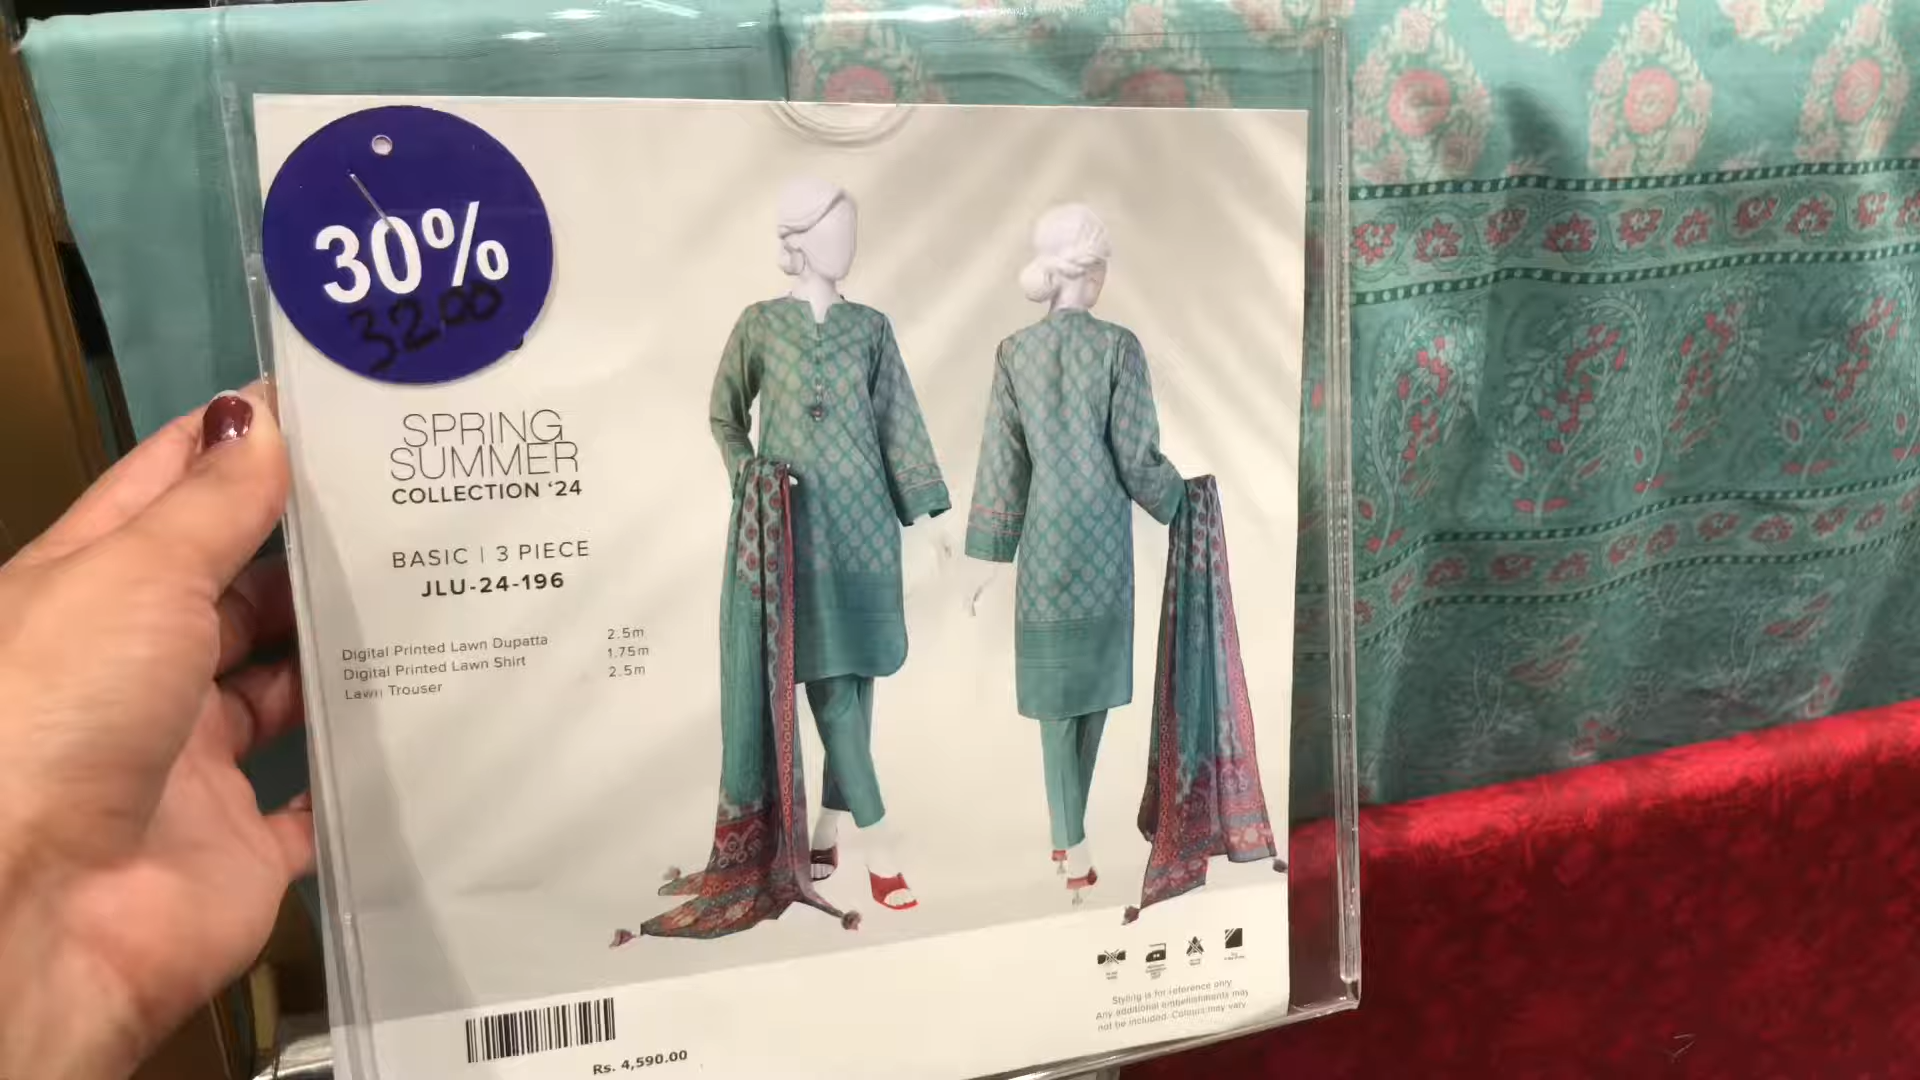 30%
32.00
SPRING
SUMMER
COLLECTION ‘24
BASIC | 3 PIECE
JLU-24-196
Digital Printed Lawn Dupatta 2.5m
Digital Printed Lawn Shirt 1.75m
Lawn Trouser 2.5m
Styling is for reference only
Any additional embellishments may
not be included. Colours may vary
Rs. 4,590.00